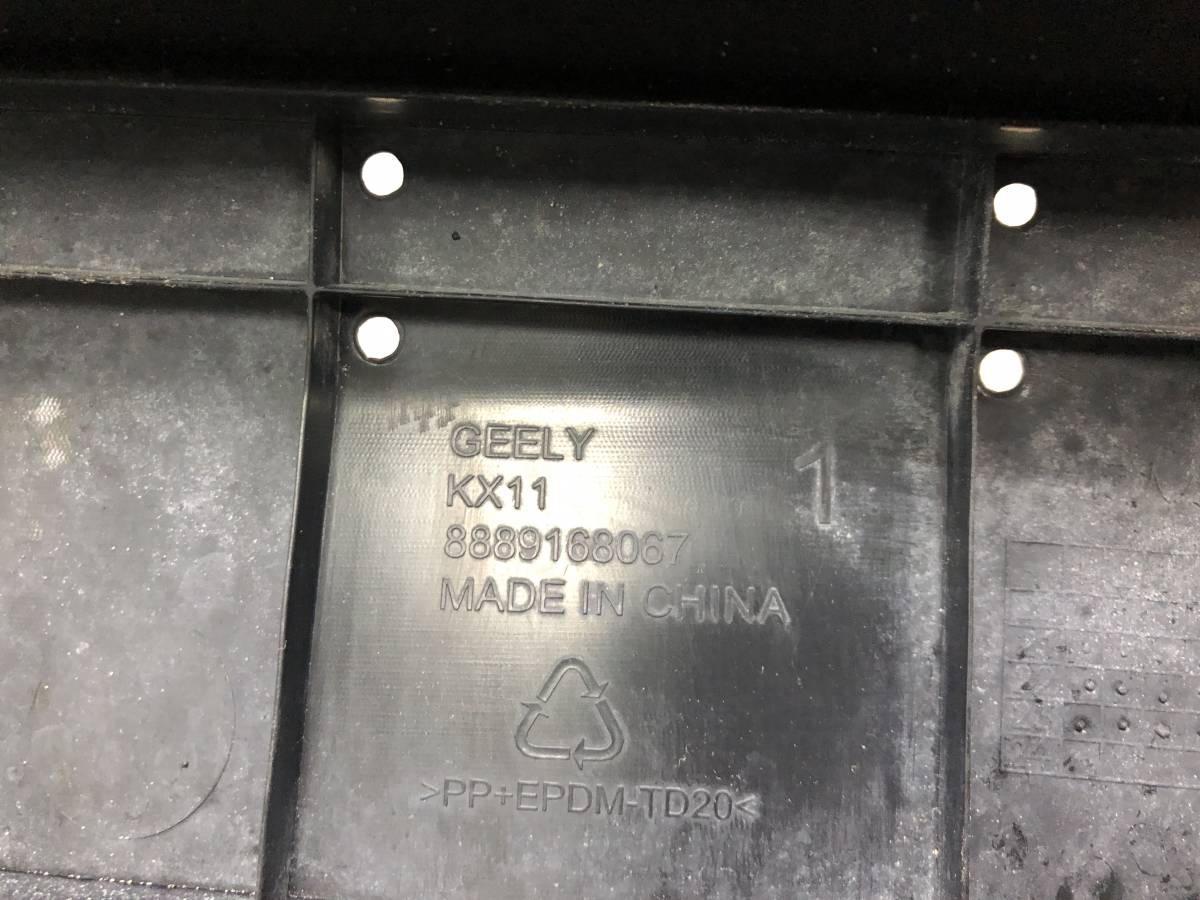 GEELY
1
KX11
8889168067
MADE IN CHINA
>PP+EPDM-TD20<